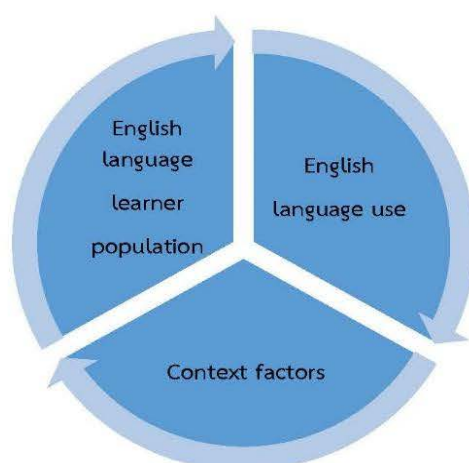 English
language
learner
population
English
language use
Context factors